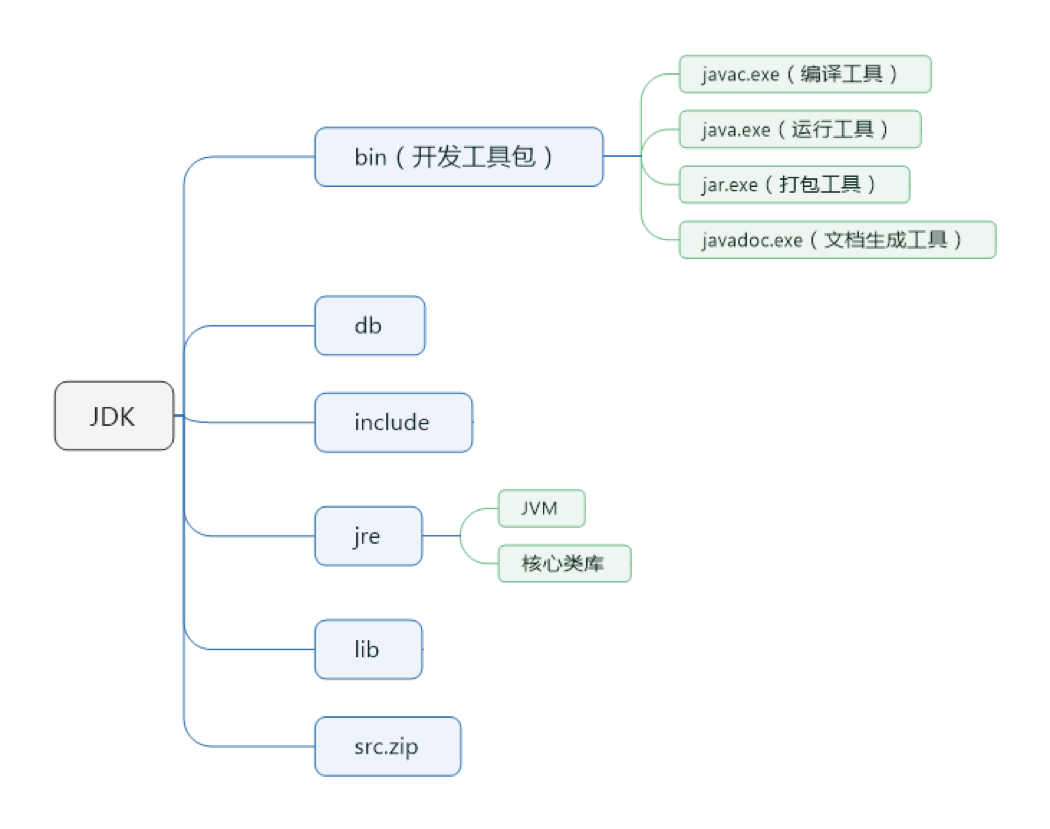 JDK
bin（开发工具包）
javac.exe（编译工具）
java.exe（运行工具）
jar.exe（打包工具）
javadoc.exe（文档生成工具）
db
include
jre
JVM
核心类库
lib
src.zip